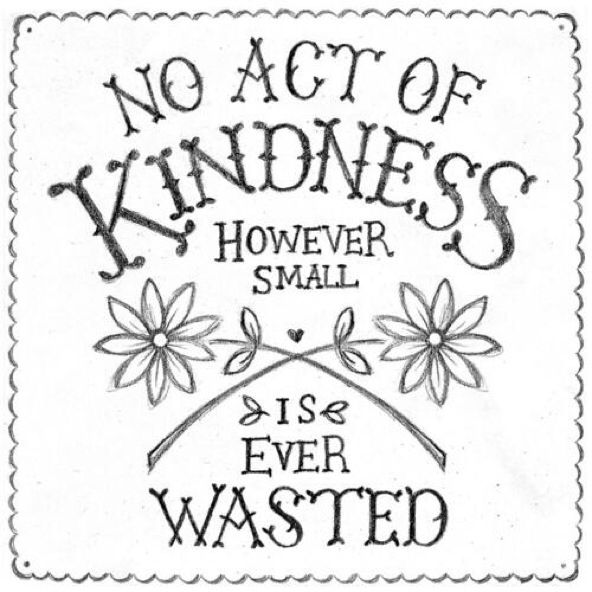 NO ACT OF
KINDNESS
HOWEVER
SMALL
IS
EVER
WASTED